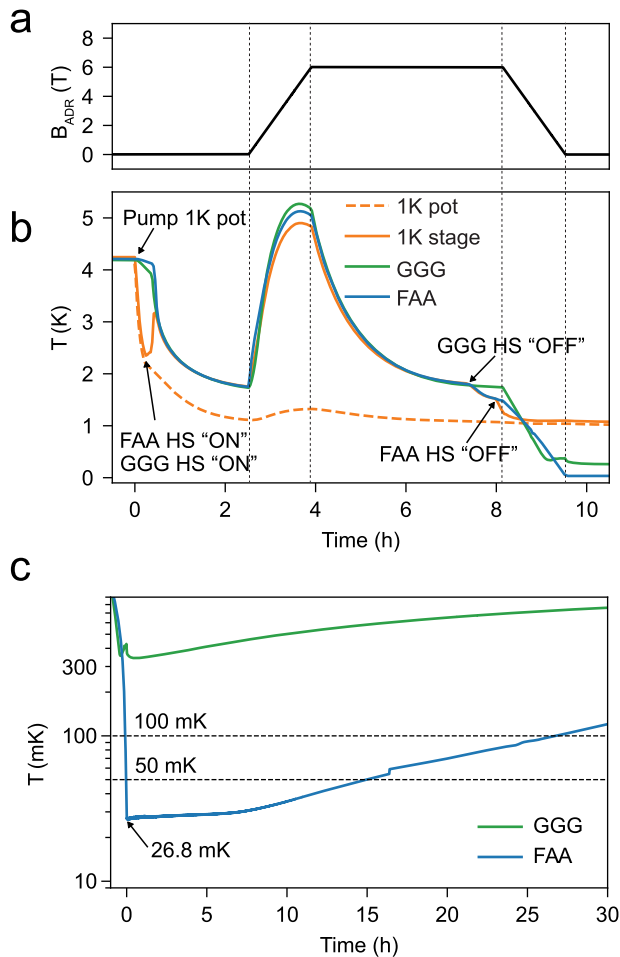 a
B_ADR (T)
8
6
4
2
0
b
T (K)
5
4
3
2
1
0
Pump 1K pot
1K pot
1K stage
GGG
FAA
GGG HS “OFF”
FAA HS “ON”
GGG HS “ON”
FAA HS “OFF”
0
2
4
6
8
10
Time (h)
c
T (mK)
300
100
10
100 mK
50 mK
26.8 mK
GGG
FAA
0
5
10
15
20
25
30
Time (h)